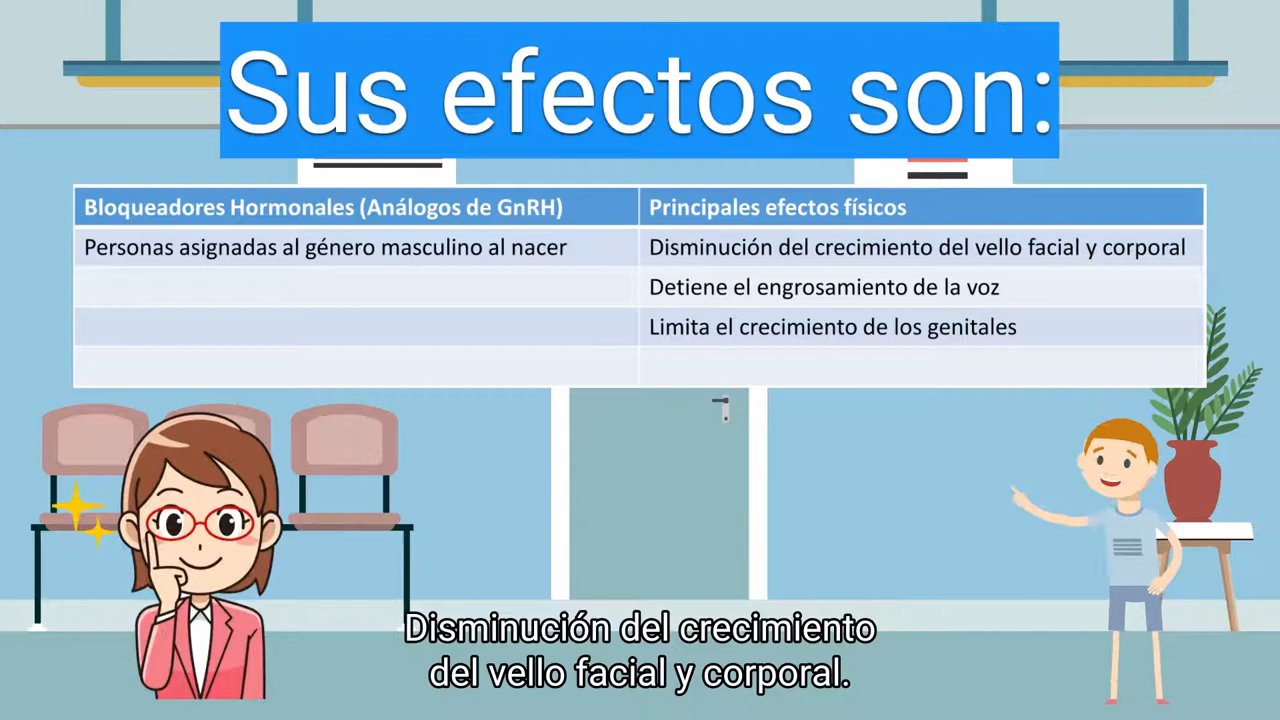 Sus efectos son:
Bloqueadores Hormonales (Análogos de GnRH)
Principales efectos físicos
Personas asignadas al género masculino al nacer
Disminución del crecimiento del vello facial y corporal
Detiene el engrosamiento de la voz
Limita el crecimiento de los genitales
Disminución del crecimiento
del vello facial y corporal.